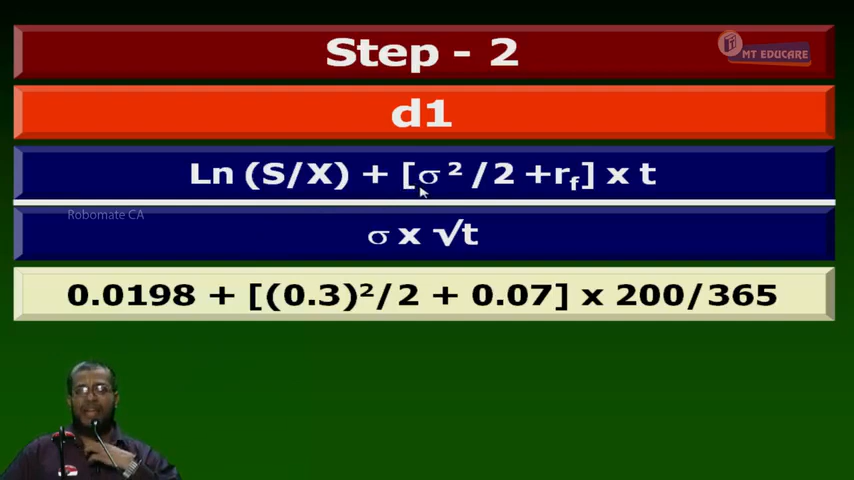 Step - 2
MT EDUCARE
d1
Ln (S/X) + [σ²/2 +r_f] x t
Robomate CA
σ x √t
0.0198 + [(0.3)²/2 + 0.07] x 200/365